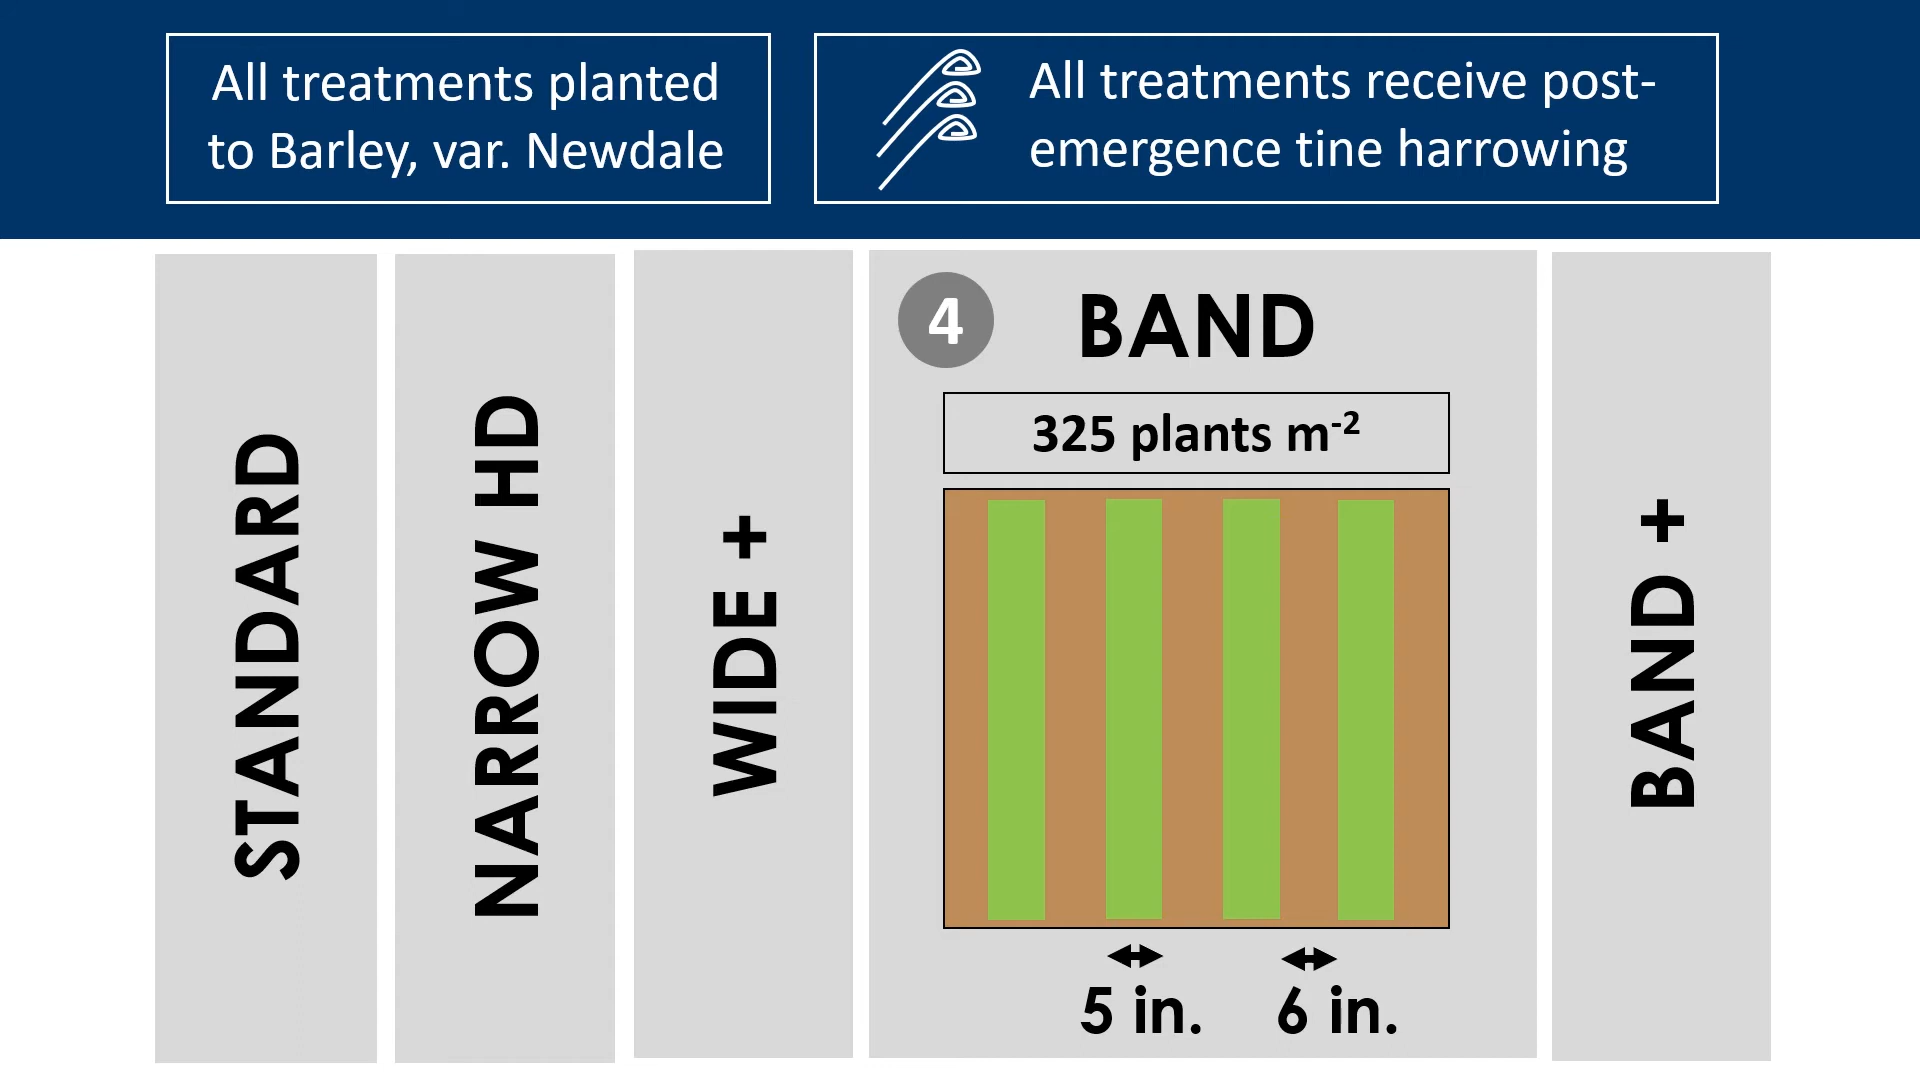 All treatments planted
to Barley, var. Newdale
All treatments receive post-
emergence tine harrowing
STANDARD
NARROW HD
WIDE +
4
BAND
325 plants m⁻²
5 in.
6 in.
BAND +